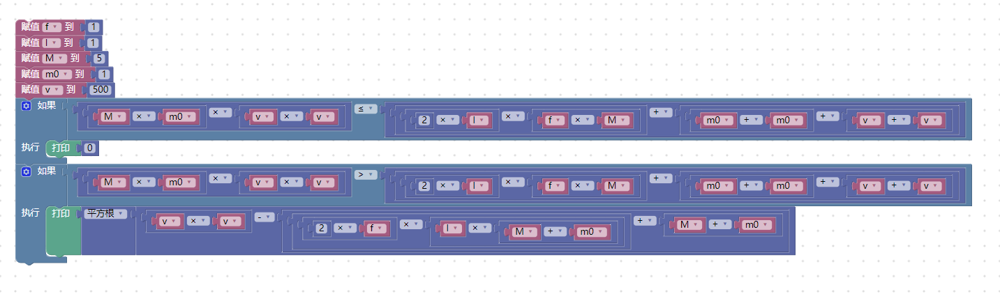 赋值 f 到 1
赋值 l 到 1
赋值 M 到 5
赋值 m0 到 1
赋值 v 到 500
如果 M × m0 × v × v ≤ 2 × l × f × M + m0 + m0 + v + v
执行 打印 0
如果 M × m0 × v × v > 2 × l × f × M + m0 + m0 + v + v
执行 打印 平方根 v × v - 2 × f × l × M + m0 + M + m0